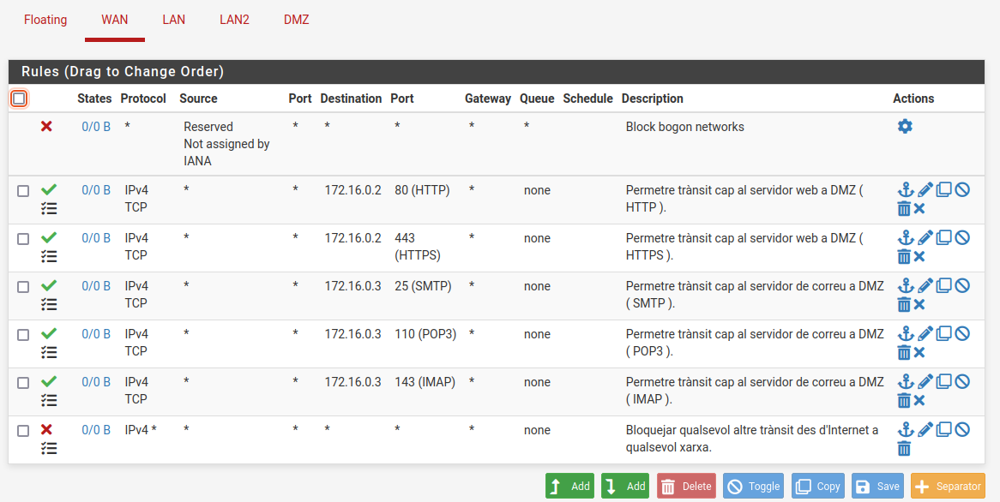 Floating WAN LAN LAN2 DMZ
Rules (Drag to Change Order)
States Protocol Source Port Destination Port Gateway Queue Schedule Description Actions
0/0 B * Reserved * * * * * Block bogon networks
Not assigned by
IANA
0/0 B IPv4 * * 172.16.0.2 80 (HTTP) * none Permetre trànsit cap al servidor web a DMZ (
TCP HTTP ).
0/0 B IPv4 * * 172.16.0.2 443 * none Permetre trànsit cap al servidor web a DMZ (
TCP (HTTPS) HTTPS ).
0/0 B IPv4 * * 172.16.0.3 25 (SMTP) * none Permetre trànsit cap al servidor de correu a DMZ
TCP ( SMTP ).
0/0 B IPv4 * * 172.16.0.3 110 (POP3) * none Permetre trànsit cap al servidor de correu a DMZ
TCP ( POP3 ).
0/0 B IPv4 * * 172.16.0.3 143 (IMAP) * none Permetre trànsit cap al servidor de correu a DMZ
TCP ( IMAP ).
0/0 B IPv4 * * * * * * none Bloquejar qualsevol altre trànsit des d'Internet a
qualsevol xarxa.
Add Add Delete Toggle Copy Save Separator